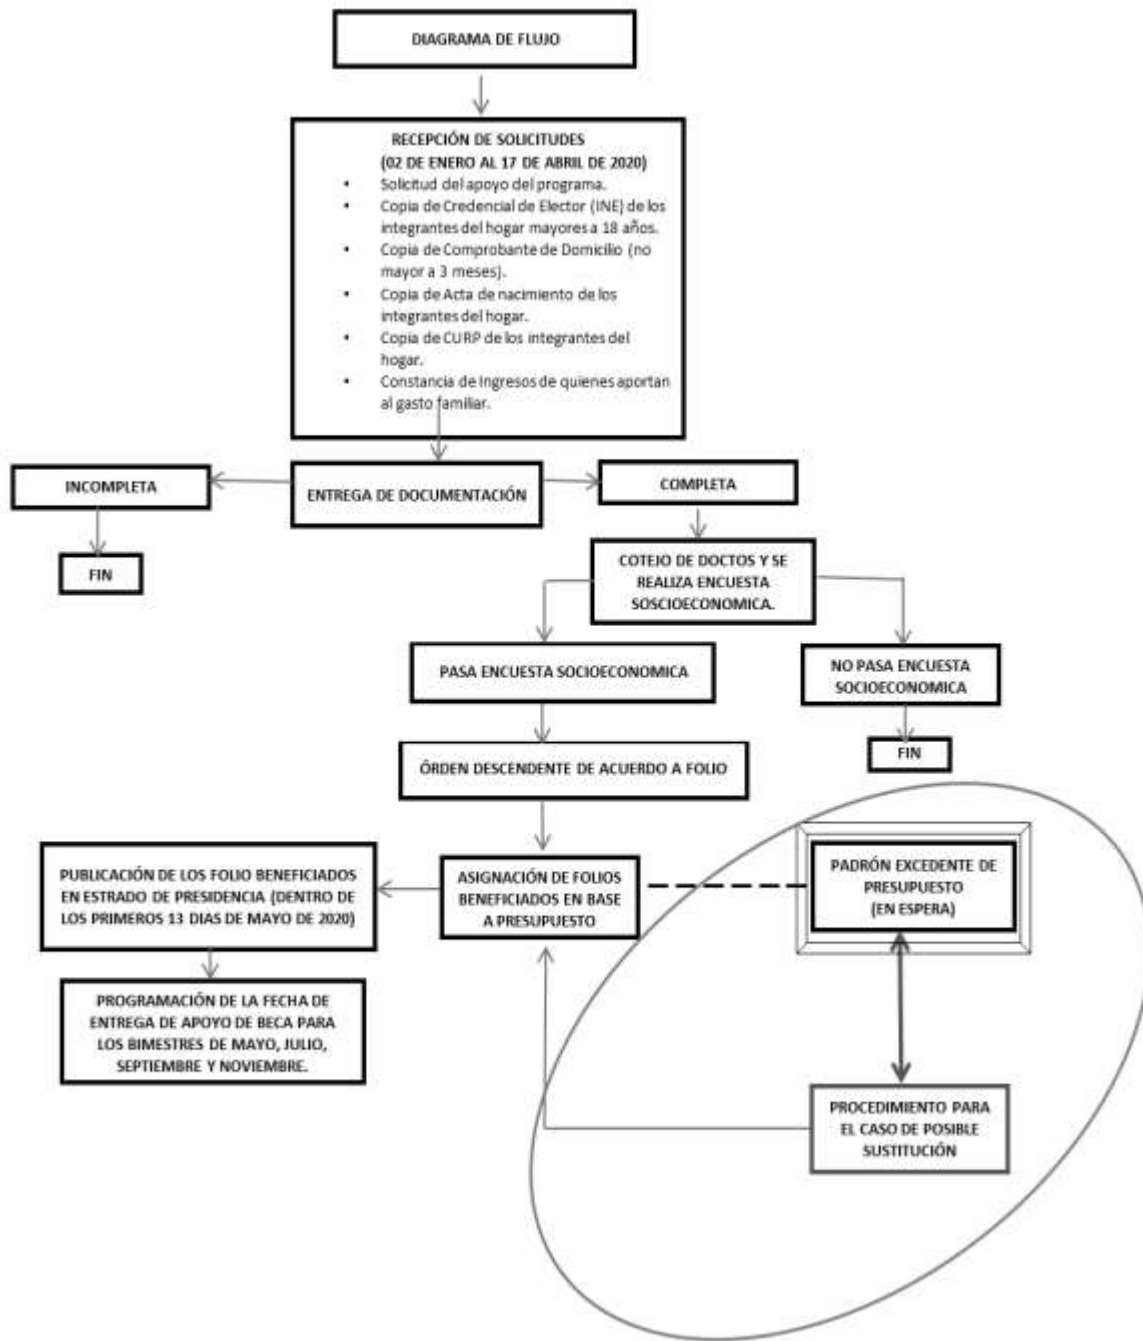 DIAGRAMA DE FLUJO
RECEPCIÓN DE SOLICITUDES
(02 DE ENERO AL 17 DE ABRIL DE 2020)
• Solicitud del apoyo del programa.
• Copia de Credencial de Elector (INE) de los
integrantes del hogar mayores a 18 años.
• Copia de Comprobante de Domicilio (no
mayor a 3 meses).
• Copia de Acta de nacimiento de los
integrantes del hogar.
• Copia de CURP de los integrantes del
hogar.
• Constancia de Ingresos de quienes aportan
al gasto familiar.
INCOMPLETA
ENTREGA DE DOCUMENTACIÓN
COMPLETA
FIN
COTEJO DE DOCTOS Y SE
REALIZA ENCUESTA
SOSCIOECONOMICA.
PASA ENCUESTA SOCIOECONOMICA
NO PASA ENCUESTA
SOCIOECONOMICA
FIN
ÓRDEN DESCENDENTE DE ACUERDO A FOLIO
PUBLICACIÓN DE LOS FOLIO BENEFICIADOS
EN ESTRADO DE PRESIDENCIA (DENTRO DE
LOS PRIMEROS 13 DIAS DE MAYO DE 2020)
ASIGNACIÓN DE FOLIOS
BENEFICIADOS EN BASE
A PRESUPUESTO
PADRÓN EXCEDENTE DE
PRESUPUESTO
(EN ESPERA)
PROGRAMACIÓN DE LA FECHA DE
ENTREGA DE APOYO DE BECA PARA
LOS BIMESTRES DE MAYO, JULIO,
SEPTIEMBRE Y NOVIEMBRE.
PROCEDIMIENTO PARA
EL CASO DE POSIBLE
SUSTITUCIÓN